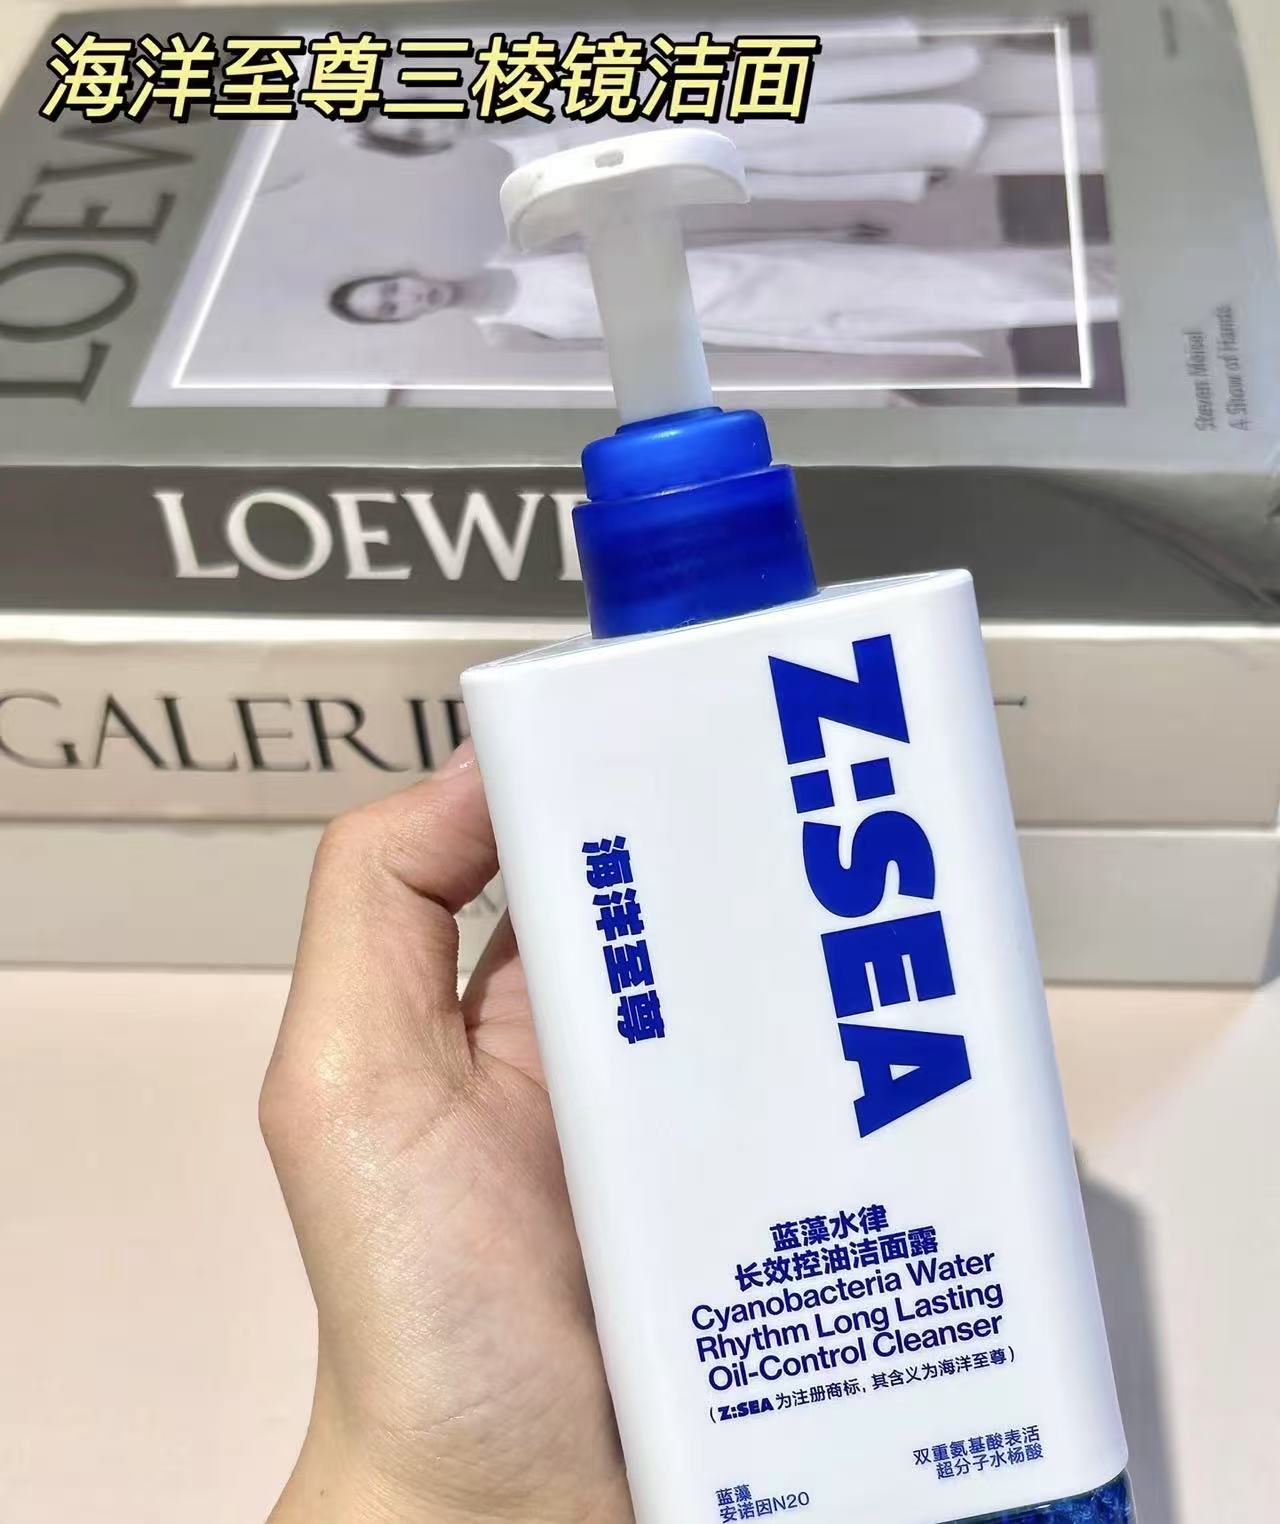 海洋至尊三棱镜洁面
LOEWE
Steven Meisel
A Show of Hands
LOEWE
GALERIE
Z:SEA
海洋至尊
蓝藻水律
长效控油洁面露
Cyanobacteria Water
Rhythm Long Lasting
Oil-Control Cleanser
(Z:SEA为注册商标,其含义为海洋至尊)
双重氨基酸表活
超分子水杨酸
蓝藻
安诺因N20